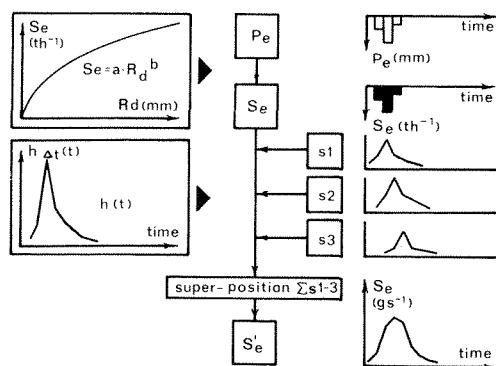 Se
(th⁻¹)
Se=a·Rd^b
Rd(mm)
h Δt(t)
h(t)
time
Pe
Se
s1
s2
s3
super-position Σs1-3
S'e
time
Pe(mm)
time
Se(th⁻¹)
Se
(gs⁻¹)
time